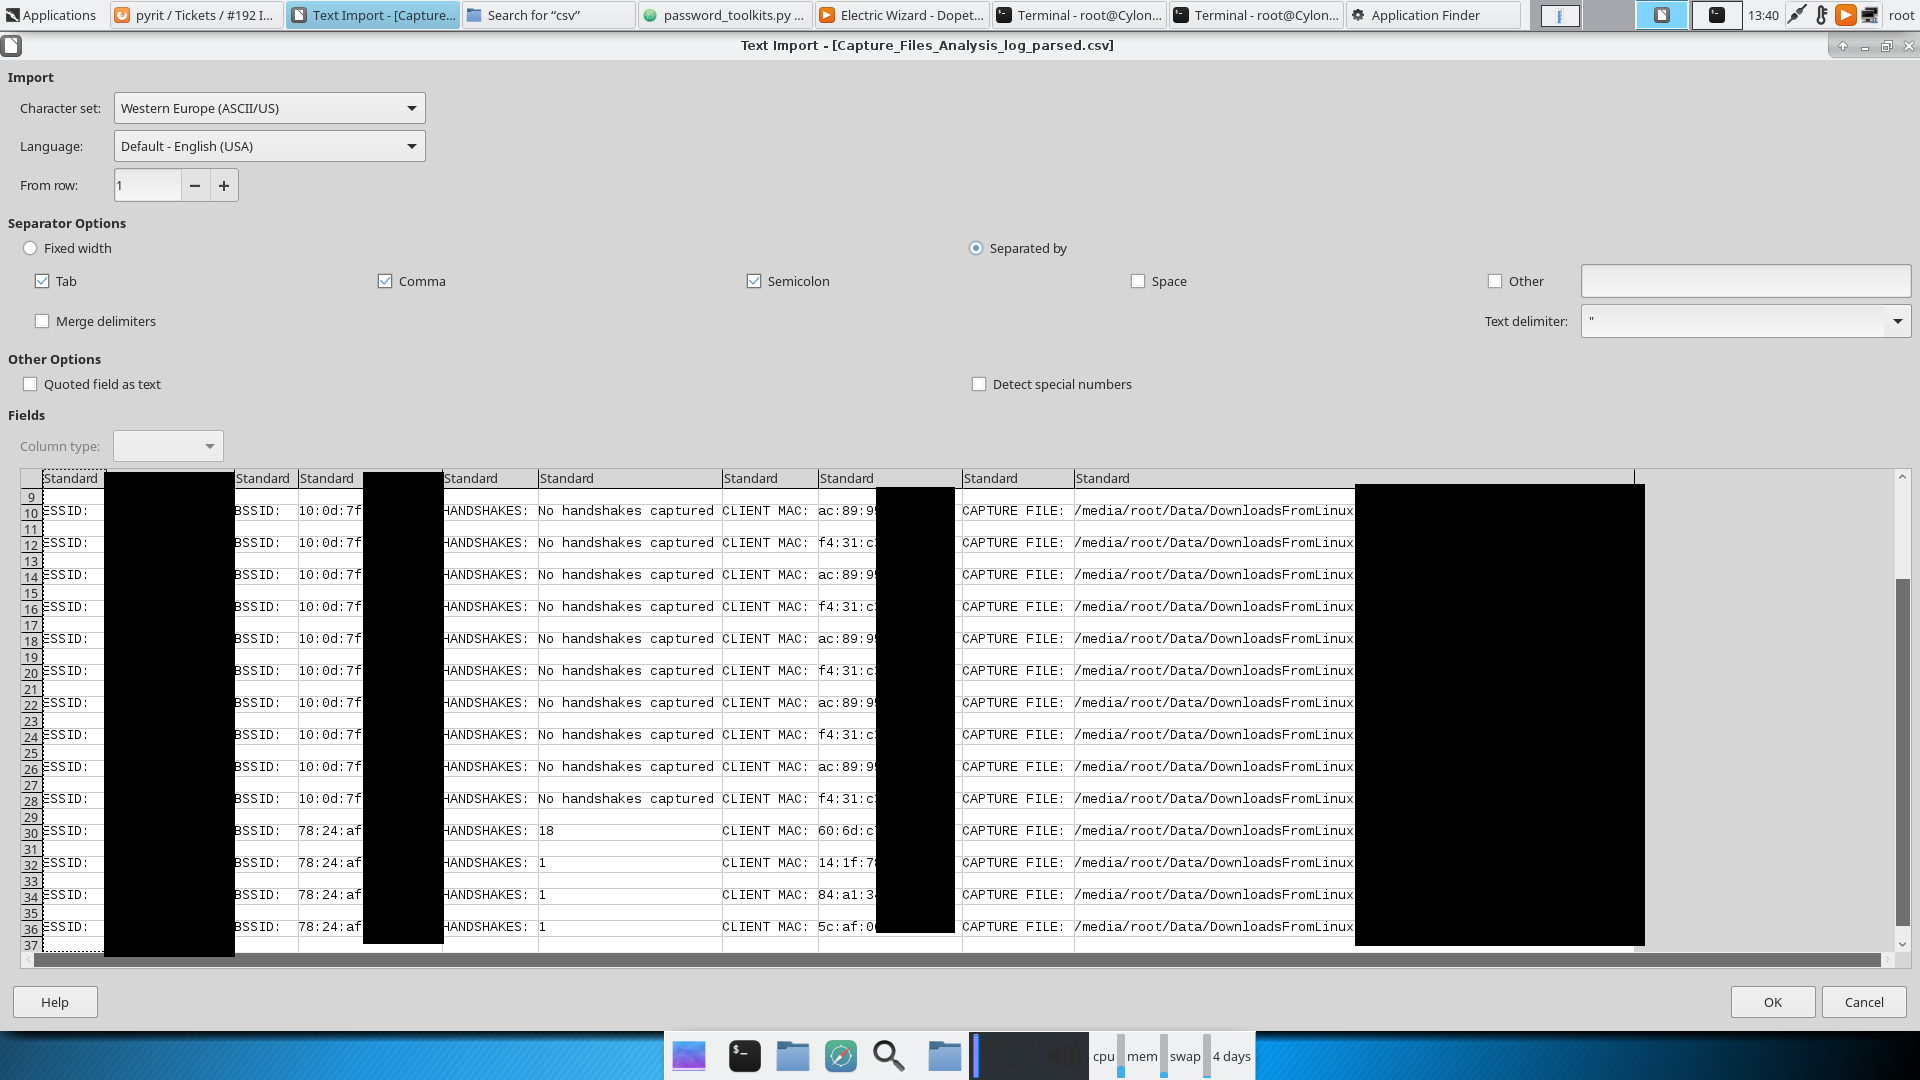 Applications pyrit / Tickets / #192 I... Text Import - [Capture... Search for “csv” password_toolkits.py ... Electric Wizard - Dopet... Terminal - root@Cylon... Terminal - root@Cylon... Application Finder 13:40 root
Text Import - [Capture_Files_Analysis_log_parsed.csv]
Import
Character set: Western Europe (ASCII/US)
Language: Default - English (USA)
From row: 1
Separator Options
Fixed width Separated by
Tab Comma Semicolon Space Other
Merge delimiters Text delimiter: "
Other Options
Quoted field as text Detect special numbers
Fields
Column type:
Standard Standard Standard Standard Standard Standard Standard Standard Standard
9
10 ESSID: BSSID: 10:0d:7f HANDSHAKES: No handshakes captured CLIENT MAC: ac:89:95 CAPTURE FILE: /media/root/Data/DownloadsFromLinux
11
12 ESSID: BSSID: 10:0d:7f HANDSHAKES: No handshakes captured CLIENT MAC: f4:31:c CAPTURE FILE: /media/root/Data/DownloadsFromLinux
13
14 ESSID: BSSID: 10:0d:7f HANDSHAKES: No handshakes captured CLIENT MAC: ac:89:95 CAPTURE FILE: /media/root/Data/DownloadsFromLinux
15
16 ESSID: BSSID: 10:0d:7f HANDSHAKES: No handshakes captured CLIENT MAC: f4:31:c CAPTURE FILE: /media/root/Data/DownloadsFromLinux
17
18 ESSID: BSSID: 10:0d:7f HANDSHAKES: No handshakes captured CLIENT MAC: ac:89:95 CAPTURE FILE: /media/root/Data/DownloadsFromLinux
19
20 ESSID: BSSID: 10:0d:7f HANDSHAKES: No handshakes captured CLIENT MAC: f4:31:c CAPTURE FILE: /media/root/Data/DownloadsFromLinux
21
22 ESSID: BSSID: 10:0d:7f HANDSHAKES: No handshakes captured CLIENT MAC: ac:89:95 CAPTURE FILE: /media/root/Data/DownloadsFromLinux
23
24 ESSID: BSSID: 10:0d:7f HANDSHAKES: No handshakes captured CLIENT MAC: f4:31:c CAPTURE FILE: /media/root/Data/DownloadsFromLinux
25
26 ESSID: BSSID: 10:0d:7f HANDSHAKES: No handshakes captured CLIENT MAC: ac:89:95 CAPTURE FILE: /media/root/Data/DownloadsFromLinux
27
28 ESSID: BSSID: 10:0d:7f HANDSHAKES: No handshakes captured CLIENT MAC: f4:31:c CAPTURE FILE: /media/root/Data/DownloadsFromLinux
29
30 ESSID: BSSID: 78:24:af HANDSHAKES: 18 CLIENT MAC: 60:6d:c CAPTURE FILE: /media/root/Data/DownloadsFromLinux
31
32 ESSID: BSSID: 78:24:af HANDSHAKES: 1 CLIENT MAC: 14:1f:78 CAPTURE FILE: /media/root/Data/DownloadsFromLinux
33
34 ESSID: BSSID: 78:24:af HANDSHAKES: 1 CLIENT MAC: 84:a1:3 CAPTURE FILE: /media/root/Data/DownloadsFromLinux
35
36 ESSID: BSSID: 78:24:af HANDSHAKES: 1 CLIENT MAC: 5c:af:0 CAPTURE FILE: /media/root/Data/DownloadsFromLinux
37
Help OK Cancel
cpu mem swap 4 days